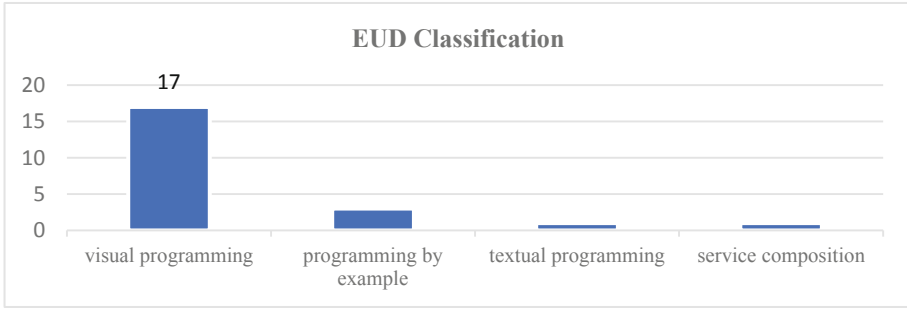 EUD Classification
17
20
15
10
5
0
visual programming
programming by
example
textual programming
service composition